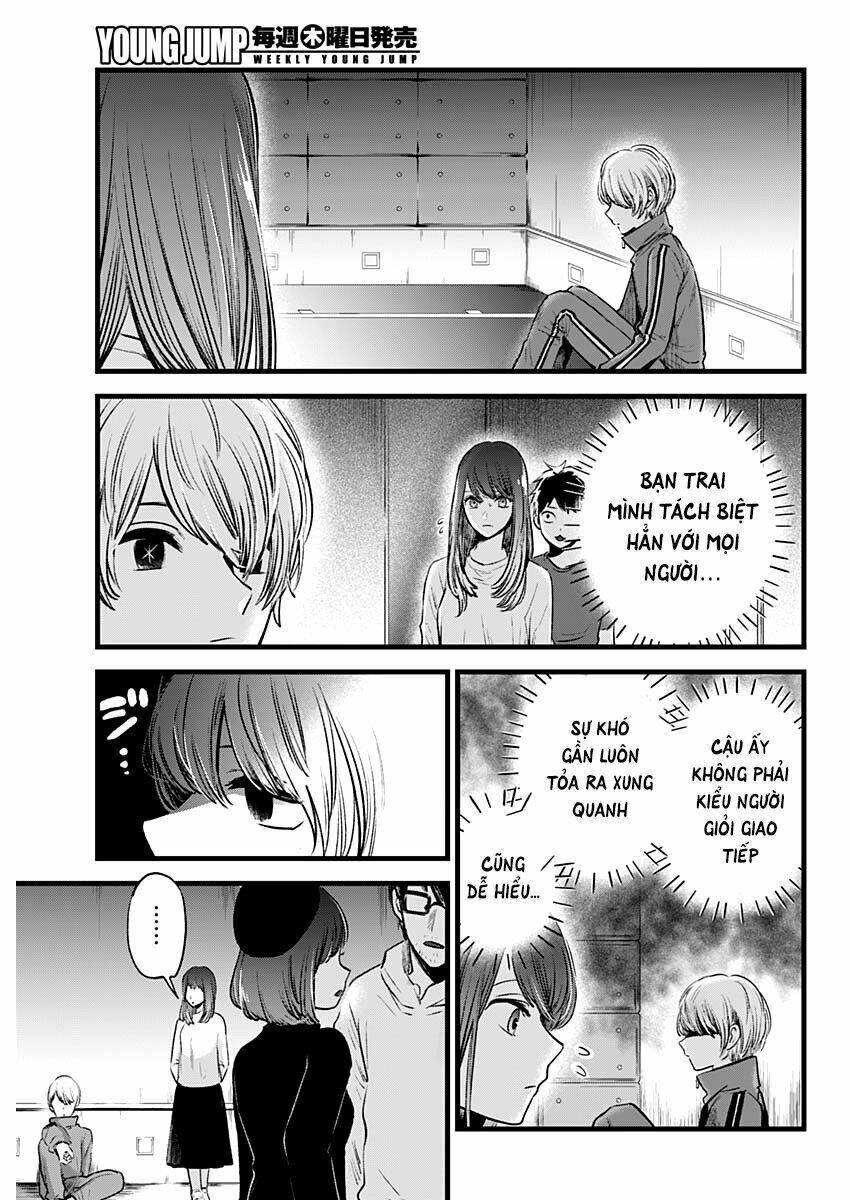 YOUNG JUMP 毎週木曜日発売
WEEKLY YOUNG JUMP
BẠN TRAI
MÌNH TÁCH BIỆT
HẲN VỚI MỌI
NGƯỜI...
CẬU ẤY
KHÔNG PHẢI
KIỂU NGƯỜI
GIỎI GIAO
TIẾP
SỰ KHÓ
GẦN LUÔN
TỎA RA XUNG
QUANH
CŨNG
DỄ HIỂU...
……